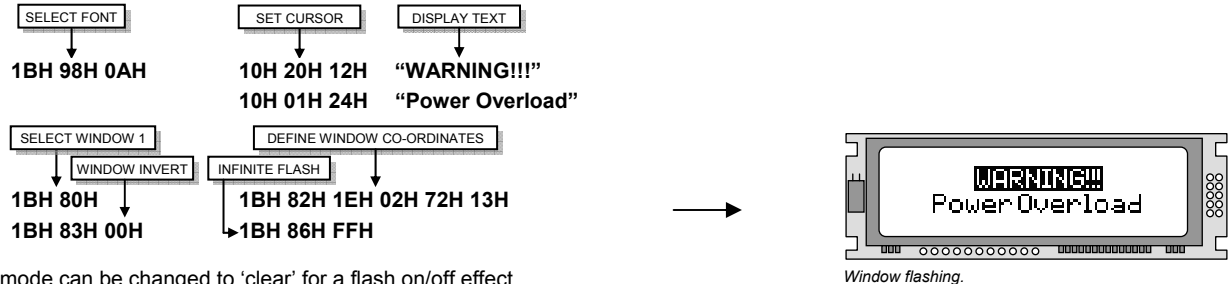 SELECT FONT SET CURSOR DISPLAY TEXT
1BH 98H 0AH 10H 20H 12H “WARNING!!!”
10H 01H 24H “Power Overload”
SELECT WINDOW 1 DEFINE WINDOW CO-ORDINATES
WINDOW INVERT INFINITE FLASH
1BH 80H 1BH 82H 1EH 02H 72H 13H
1BH 83H 00H 1BH 86H FFH
WARNING!!!
Power Overload
mode can be changed to ‘clear’ for a flash on/off effect
Window flashing.